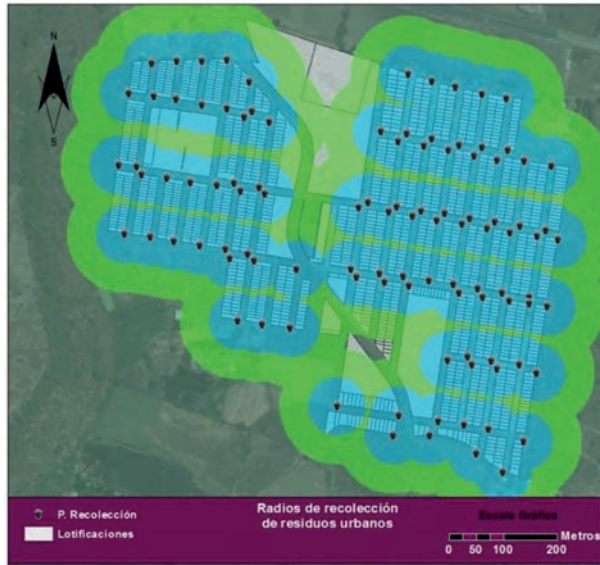 N
S
P. Recolección
Lotificaciones
Radios de recolección
de residuos urbanos
Escala Gráfica
Metros
0 50 100 200